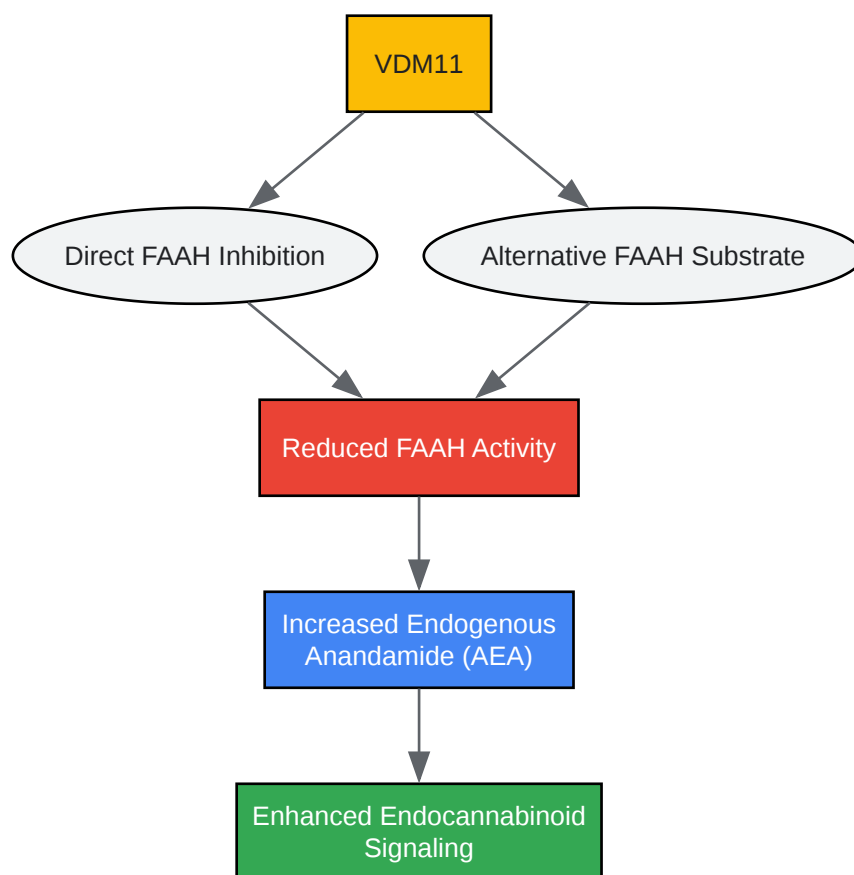 VDM11
Direct FAAH Inhibition
Alternative FAAH Substrate
Reduced FAAH Activity
Increased Endogenous
Anandamide (AEA)
Enhanced Endocannabinoid
Signaling